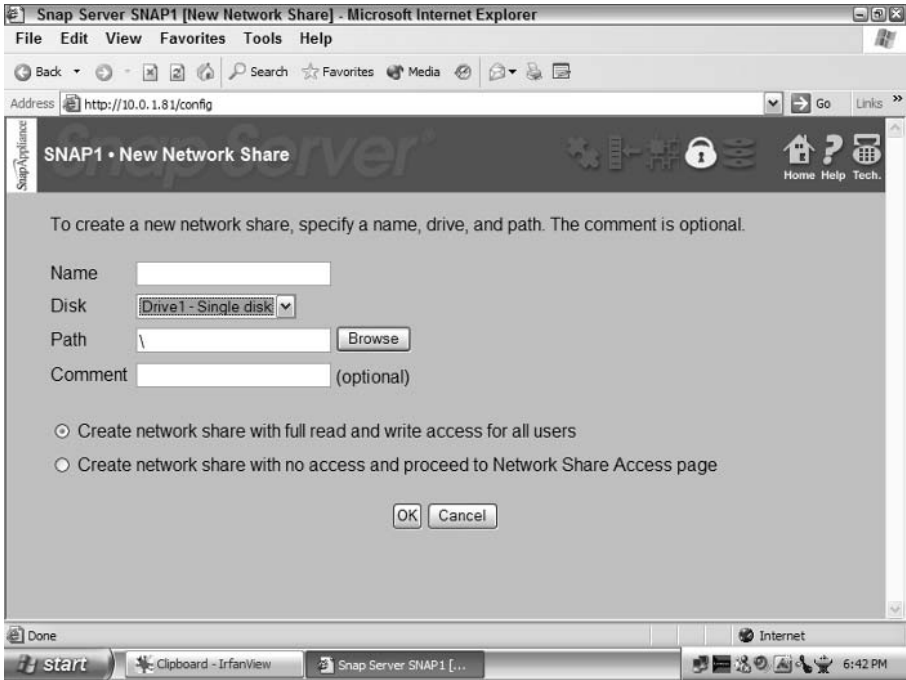 Snap Server SNAP1 [New Network Share] - Microsoft Internet Explorer
File Edit View Favorites Tools Help
Back Search Favorites Media
Address http://10.0.1.81/config Go Links »
SnapAppliance
Snap Server
SNAP1 • New Network Share
Home Help Tech.
To create a new network share, specify a name, drive, and path. The comment is optional.
Name
Disk Drive1 - Single disk
Path \ Browse
Comment (optional)
Create network share with full read and write access for all users
Create network share with no access and proceed to Network Share Access page
OK Cancel
Done Internet
start Clipboard - IrfanView Snap Server SNAP1 [... 6:42 PM